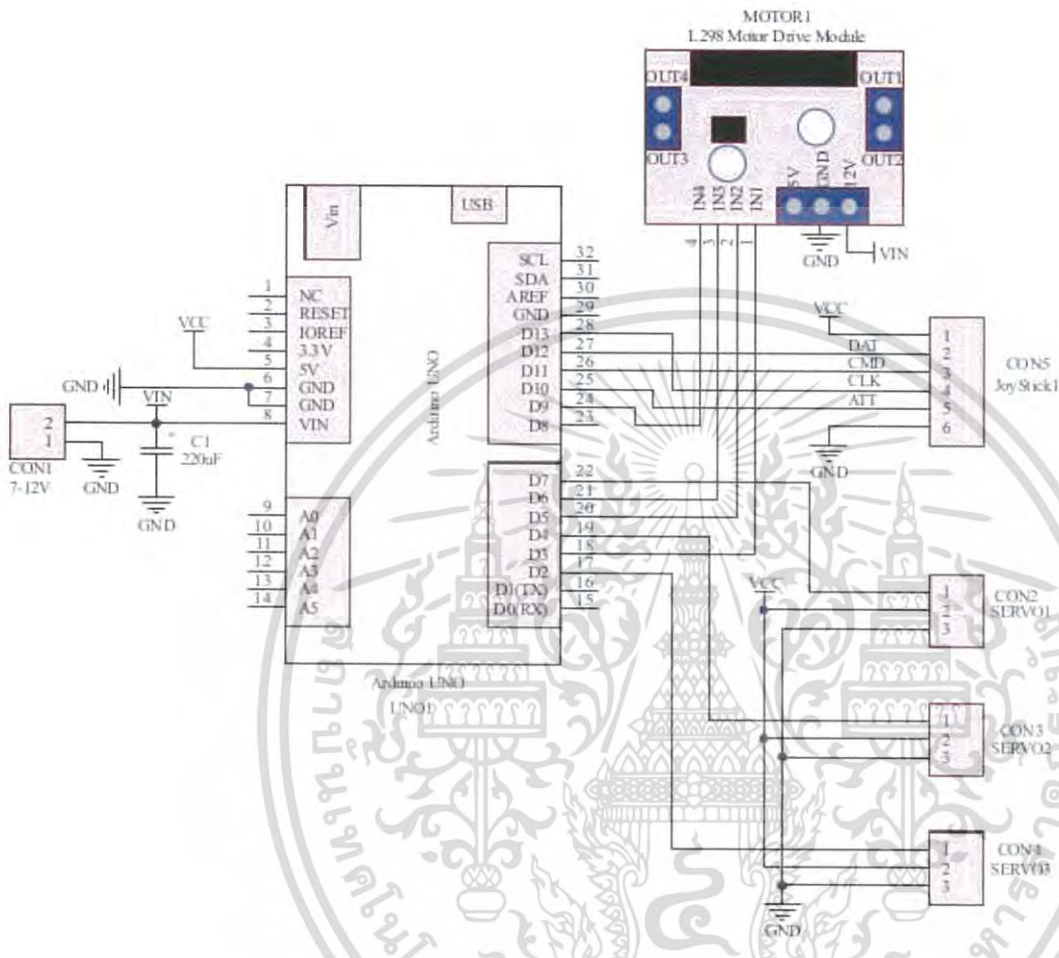 MOTOR1
L298 Motor Drive Module
OUT4
OUT1
OUT3
OUT2
IN4
IN3
IN2
IN1
5V
GND
12V
4
3
2
1
GND
VIN
Vin
USB
Arduino UNO
1 NC
2 RESET
3 IOREF
4 3.3V
5 5V
6 GND
7 GND
8 VIN
9 A0
10 A1
11 A2
12 A3
13 A4
14 A5
SCL 32
SDA 31
AREF 30
GND 29
D13 28
D12 27
D11 26
D10 25
D9 24
D8 23
D7 22
D6 21
D5 20
D4 19
D3 18
D2 17
D1(TX) 16
D0(RX) 15
Arduino UNO
UNO1
VCC
GND
VIN
2
1
CON1
7-12V
GND
+
C1
220uF
GND
VCC
DAT
CMD
CLK
ATT
GND
1
2
3
4
5
6
CON5
JoyStick1
VCC
1
2
3
CON2
SERVO1
1
2
3
CON3
SERVO2
1
2
3
SERVO3
GND